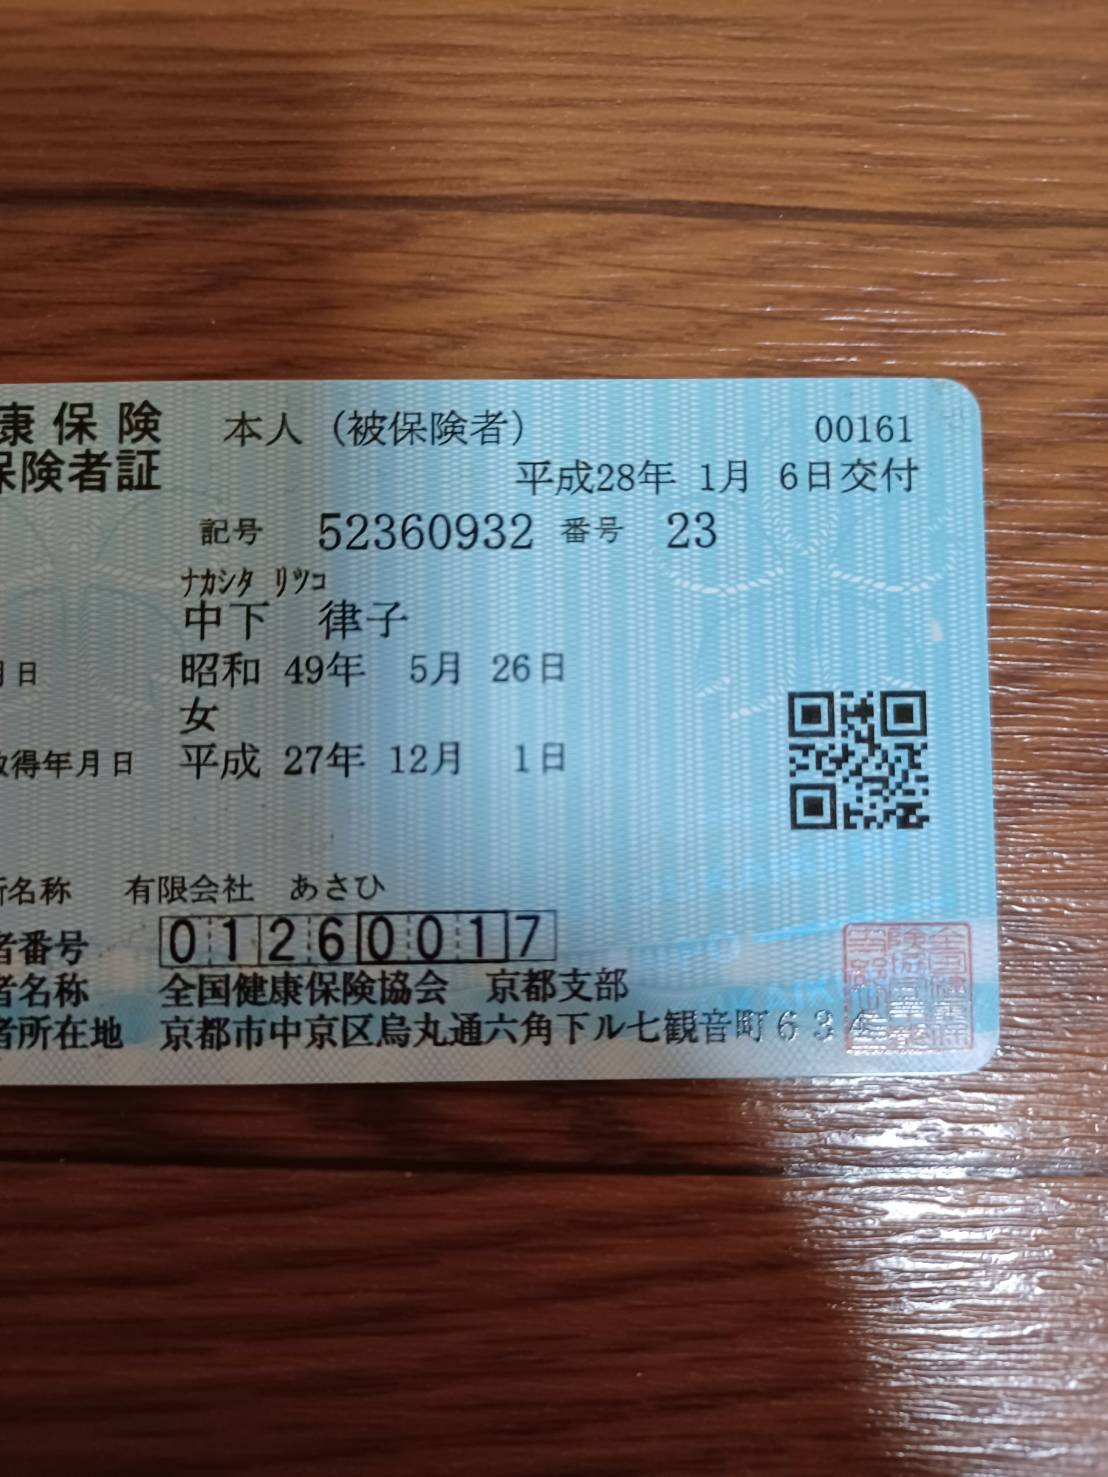 康保険 本人（被保険者） 00161
保険者証 平成28年 1月 6日交付
記号 52360932 番号 23
ﾅｶｼﾀ ﾘﾂｺ
中下 律子
月日 昭和 49年 5月 26日
女
取得年月日 平成 27年 12月 1日
所名称 有限会社 あさひ
者番号 01260017
者名称 全国健康保険協会 京都支部
者所在地 京都市中京区烏丸通六角下ル七観音町634